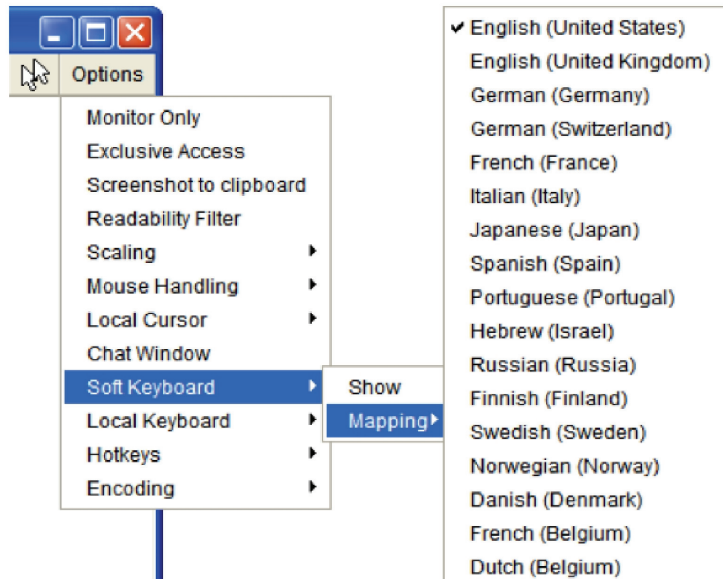 Options
Monitor Only
Exclusive Access
Screenshot to clipboard
Readability Filter
Scaling
Mouse Handling
Local Cursor
Chat Window
Soft Keyboard
Local Keyboard
Hotkeys
Encoding
Show
Mapping
English (United States)
English (United Kingdom)
German (Germany)
German (Switzerland)
French (France)
Italian (Italy)
Japanese (Japan)
Spanish (Spain)
Portuguese (Portugal)
Hebrew (Israel)
Russian (Russia)
Finnish (Finland)
Swedish (Sweden)
Norwegian (Norway)
Danish (Denmark)
French (Belgium)
Dutch (Belgium)